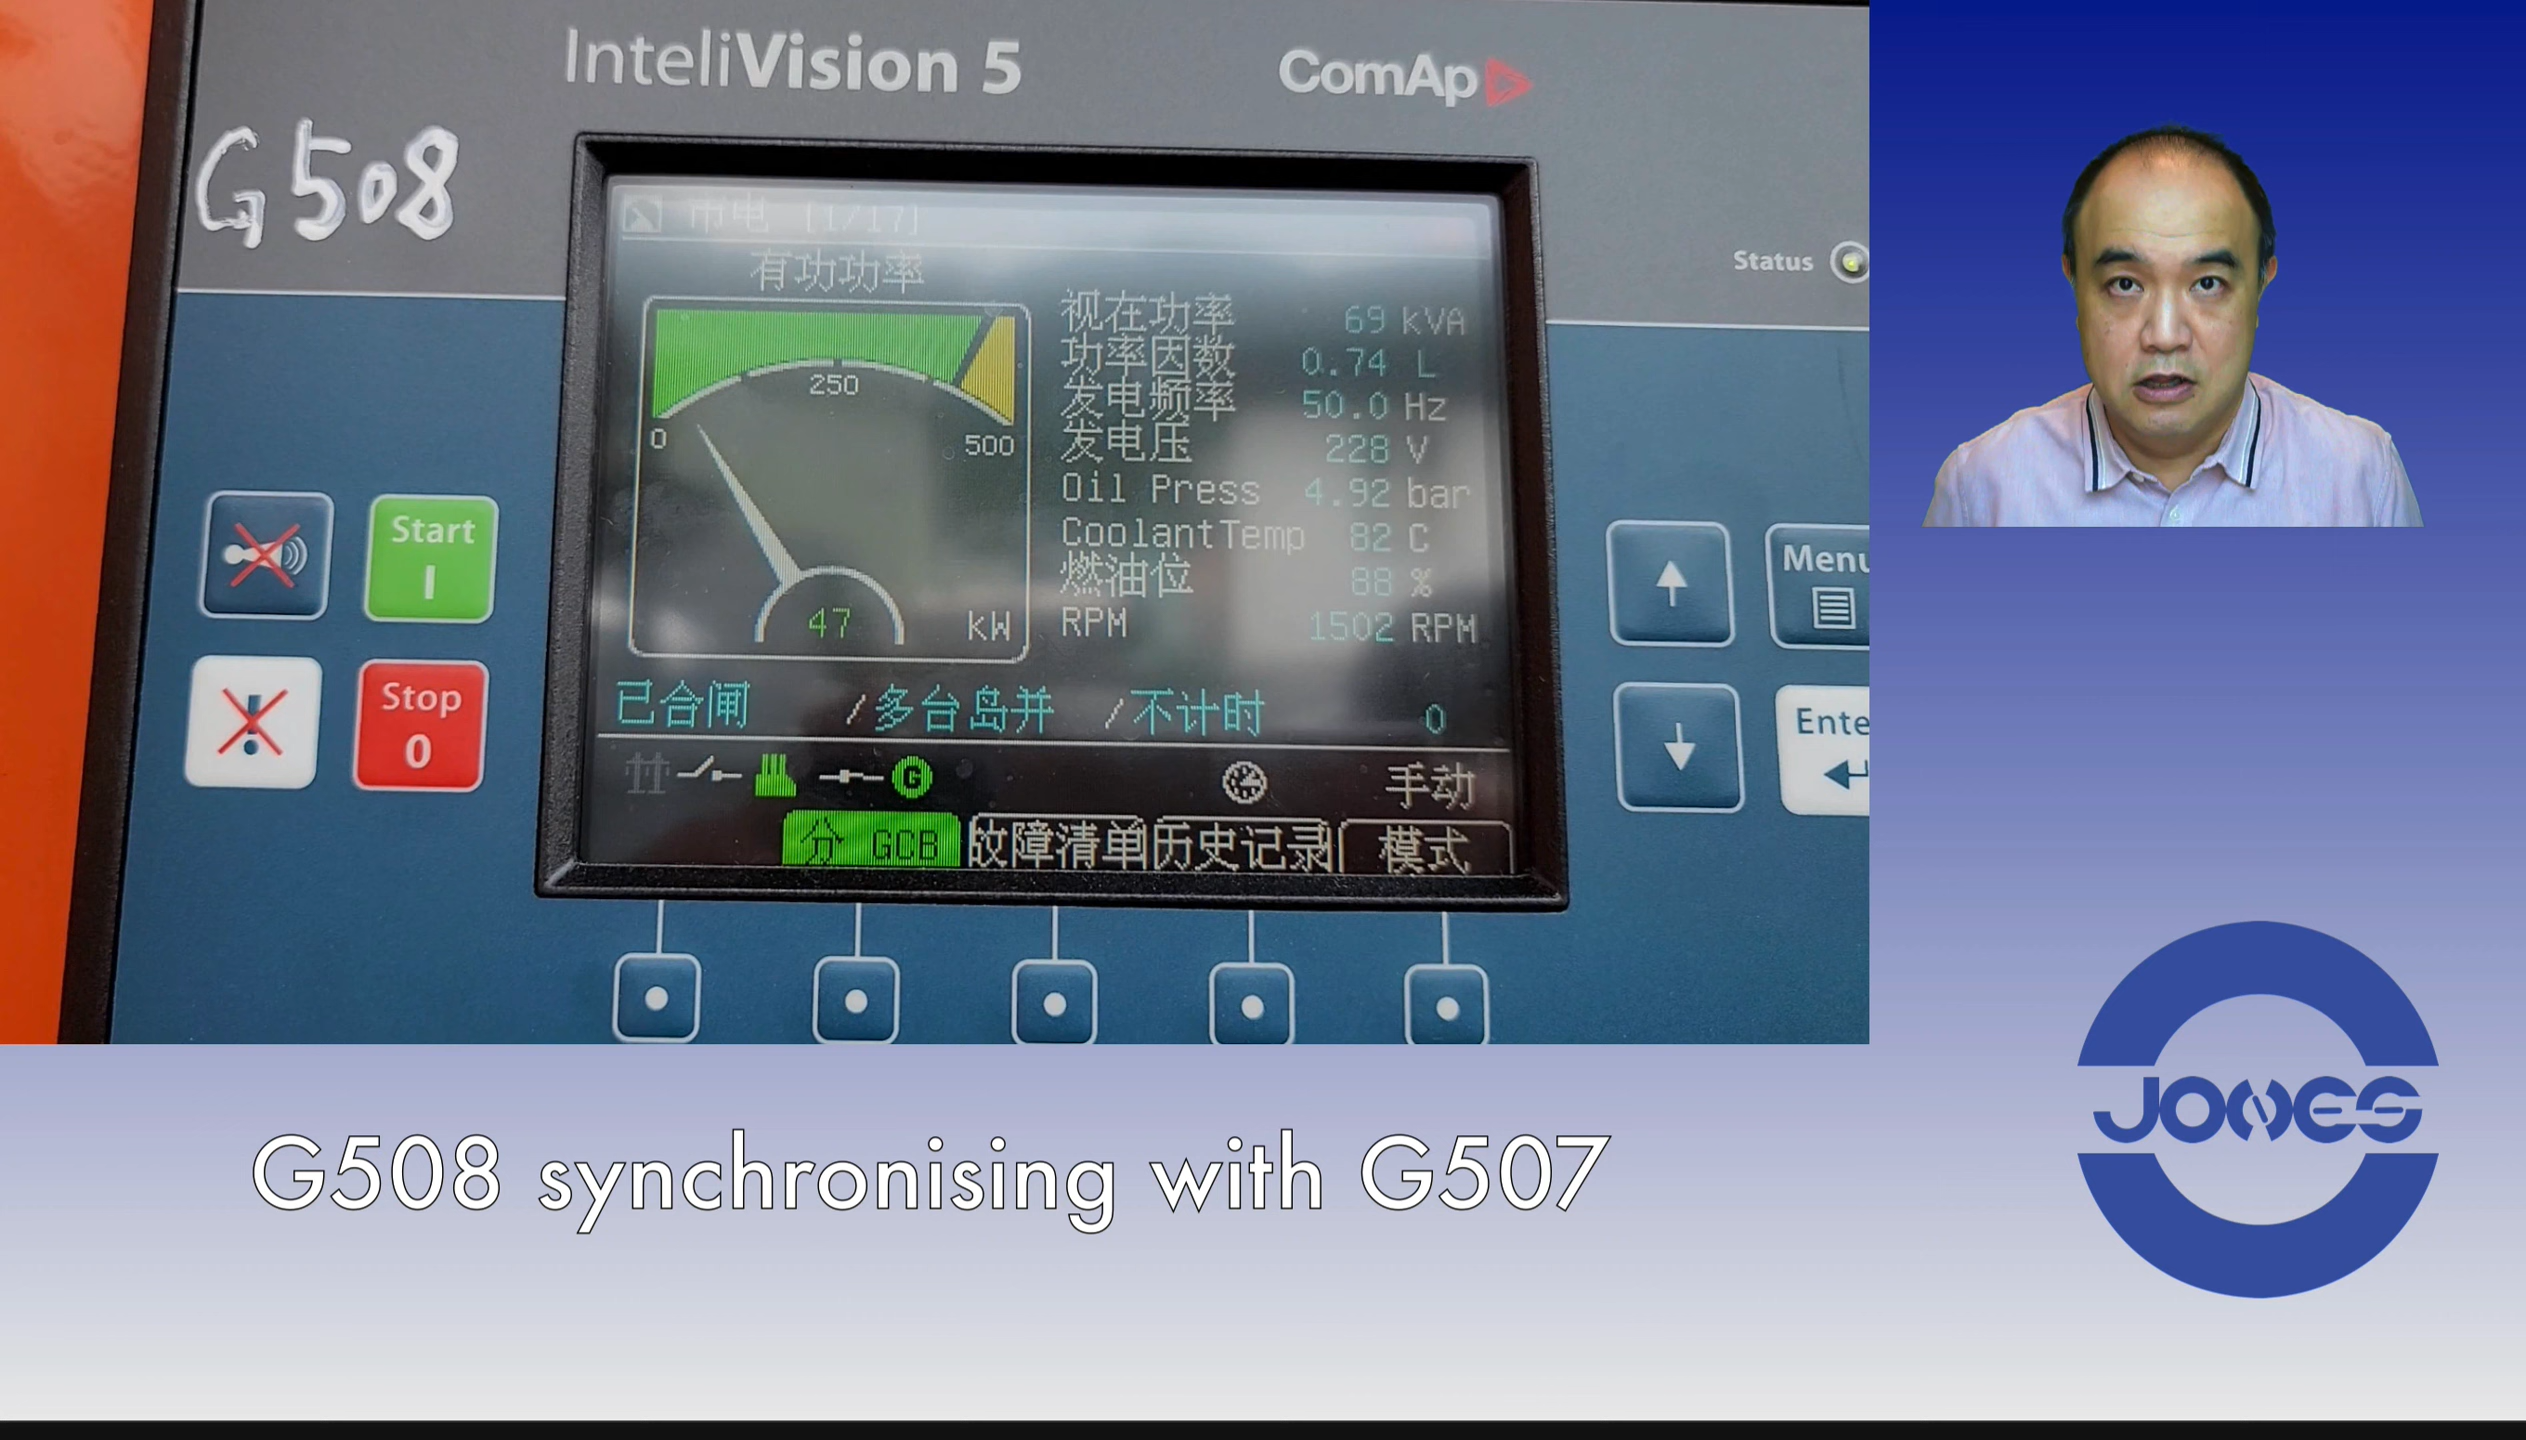 InteliVision 5
ComAp
G508
市电 [1/17]
Status
有功功率
视在功率 69 kVA
功率因数 0.74 L
发电频率 50.0 Hz
发电压 228 V
Oil Press 4.92 bar
CoolantTemp 82 C
燃油位 88 %
RPM 1502 RPM
0
250
500
47 kW
Start
I
Stop
0
Menu
Ente
已合闸 /多台岛并 /不计时 0
G
手动
分 GCB 故障清单 历史记录 模式
JONES
G508 synchronising with G507